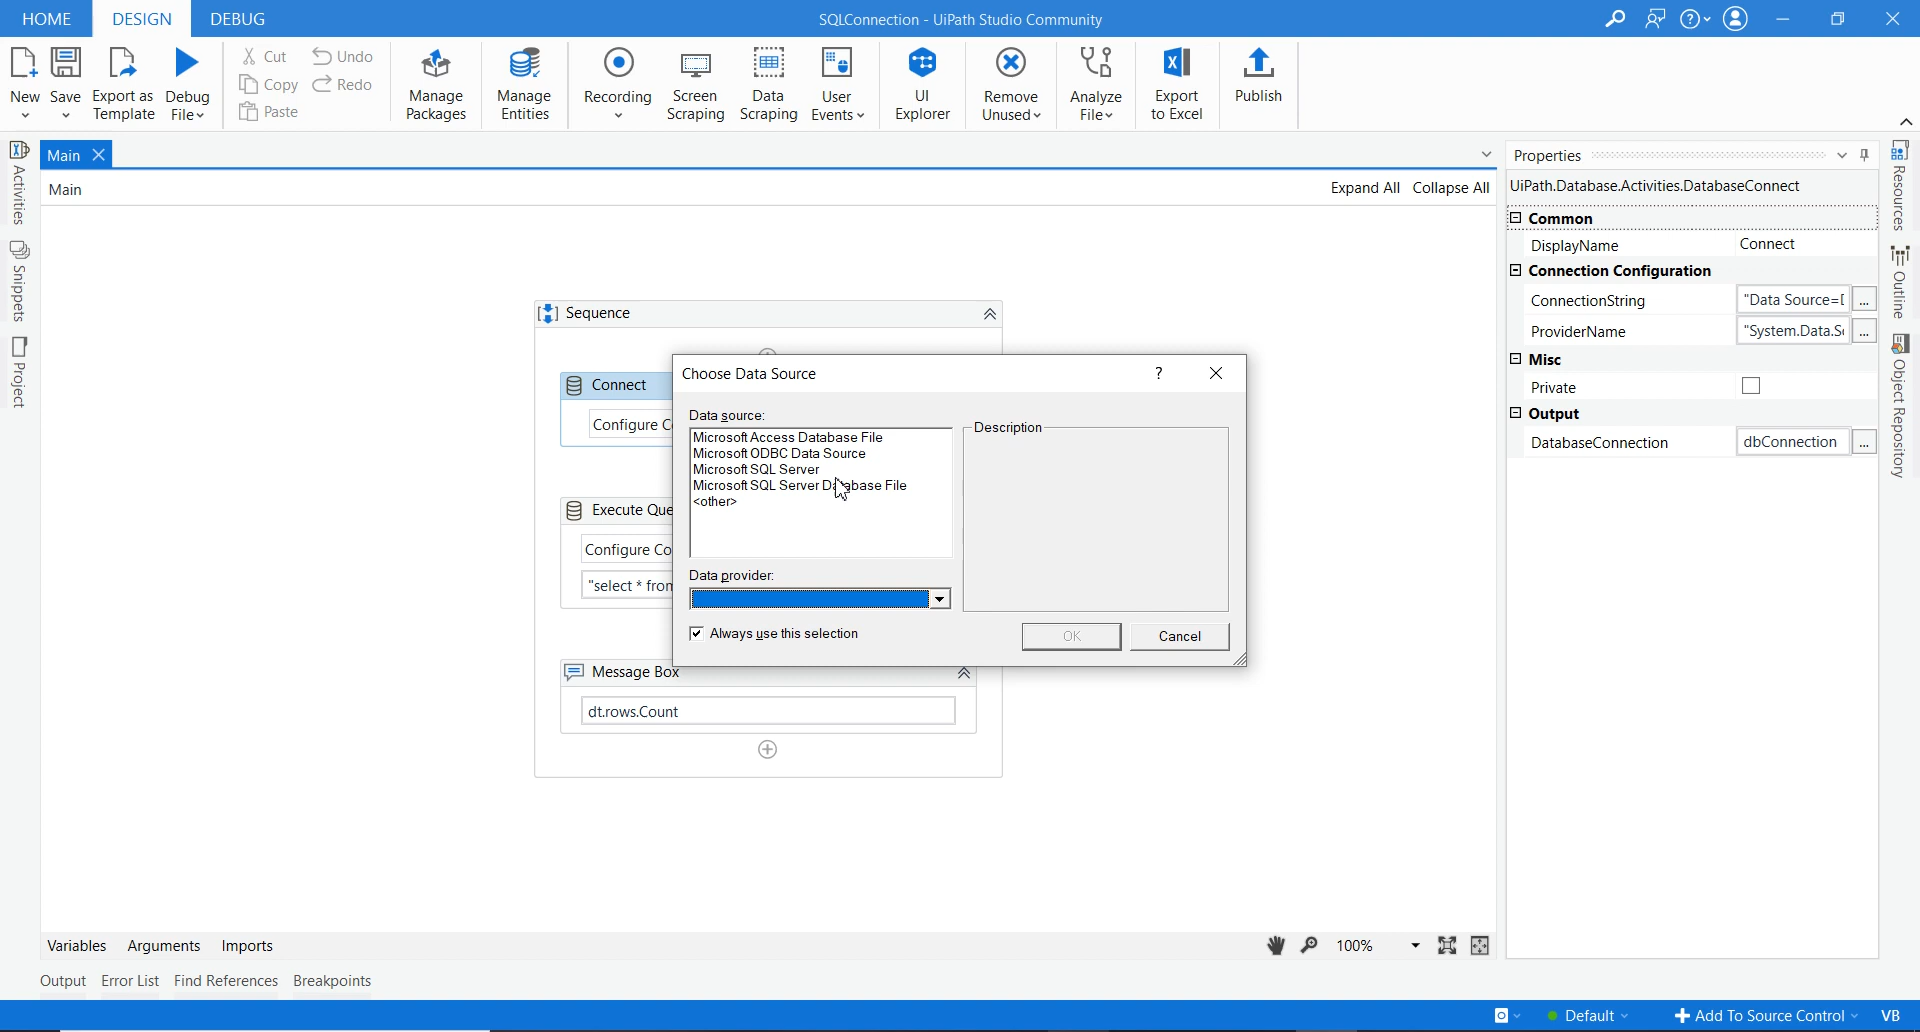 HOME DESIGN DEBUG
SQLConnection - UiPath Studio Community
New Save Export as Template Debug File
Cut Copy Paste Undo Redo
Manage Packages
Manage Entities
Recording
Screen Scraping
Data Scraping
User Events
UI Explorer
Remove Unused
Analyze File
Export to Excel
Publish
Activities
Snippets
Project
Main
Main
Expand All Collapse All
Sequence
Connect
Configure C
Execute Que
Configure Co
"select * from
Message Box
dt.rows.Count
Choose Data Source
?
Data source:
Microsoft Access Database File
Microsoft ODBC Data Source
Microsoft SQL Server
Microsoft SQL Server Database File
<other>
Description
Data provider:
Always use this selection
OK
Cancel
Properties
UiPath.Database.Activities.DatabaseConnect
Common
DisplayName Connect
Connection Configuration
ConnectionString "Data Source=D ...
ProviderName "System.Data.S ...
Misc
Private
Output
DatabaseConnection dbConnection ...
Resources
Outline
Object Repository
Variables Arguments Imports
100%
Output Error List Find References Breakpoints
Default
Add To Source Control
VB